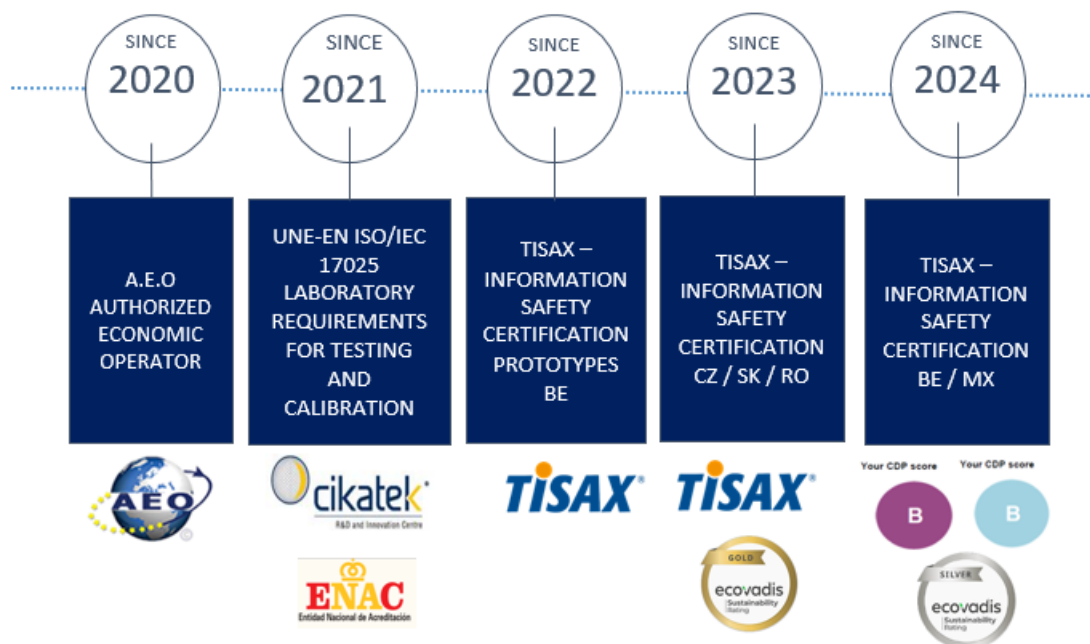 SINCE
2020
SINCE
2021
SINCE
2022
SINCE
2023
SINCE
2024
A.E.O
AUTHORIZED
ECONOMIC
OPERATOR
UNE-EN ISO/IEC
17025
LABORATORY
REQUIREMENTS
FOR TESTING
AND
CALIBRATION
TISAX –
INFORMATION
SAFETY
CERTIFICATION
PROTOTYPES
BE
TISAX –
INFORMATION
SAFETY
CERTIFICATION
CZ / SK / RO
TISAX –
INFORMATION
SAFETY
CERTIFICATION
BE / MX
AEO
©
cikatek®
R&D and Innovation Centre
ENAC
Entidad Nacional de Acreditación
TISAX®
TISAX®
GOLD
ecovadis
Sustainability
Rating
Your CDP score
B
Your CDP score
B
SILVER
ecovadis
Sustainability
Rating